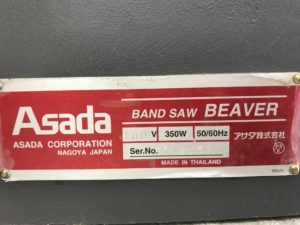 Asada
BAND SAW BEAVER
100 V 350W 50/60Hz アサダ株式会社
ASADA CORPORATION
NAGOYA JAPAN
Ser.No.
MADE IN THAILAND